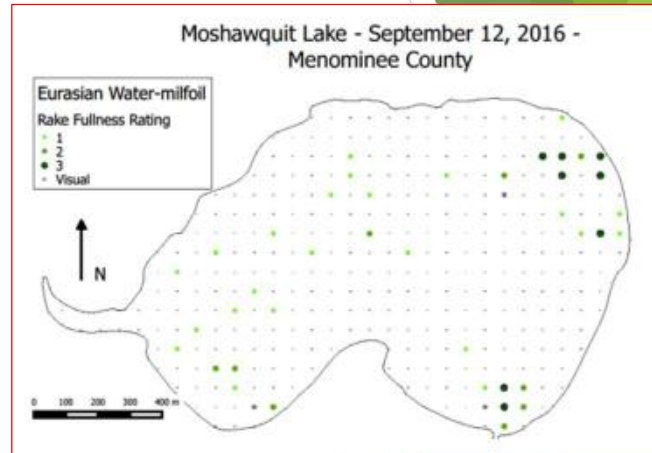 Moshawquit Lake - September 12, 2016 -
Menominee County
Eurasian Water-milfoil
Rake Fullness Rating
1
2
3
Visual
N
0 100 200 300 400 m